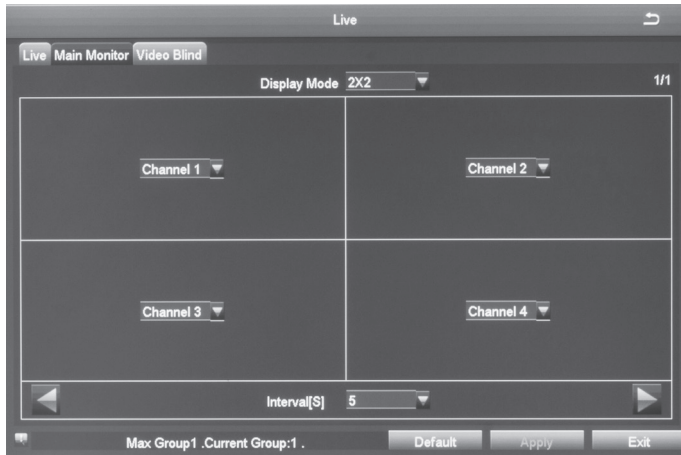 Live
Live Main Monitor Video Blind
Display Mode 2X2 1/1
Channel 1 Channel 2
Channel 3 Channel 4
Interval[S] 5
Max Group1 .Current Group:1 . Default Apply Exit